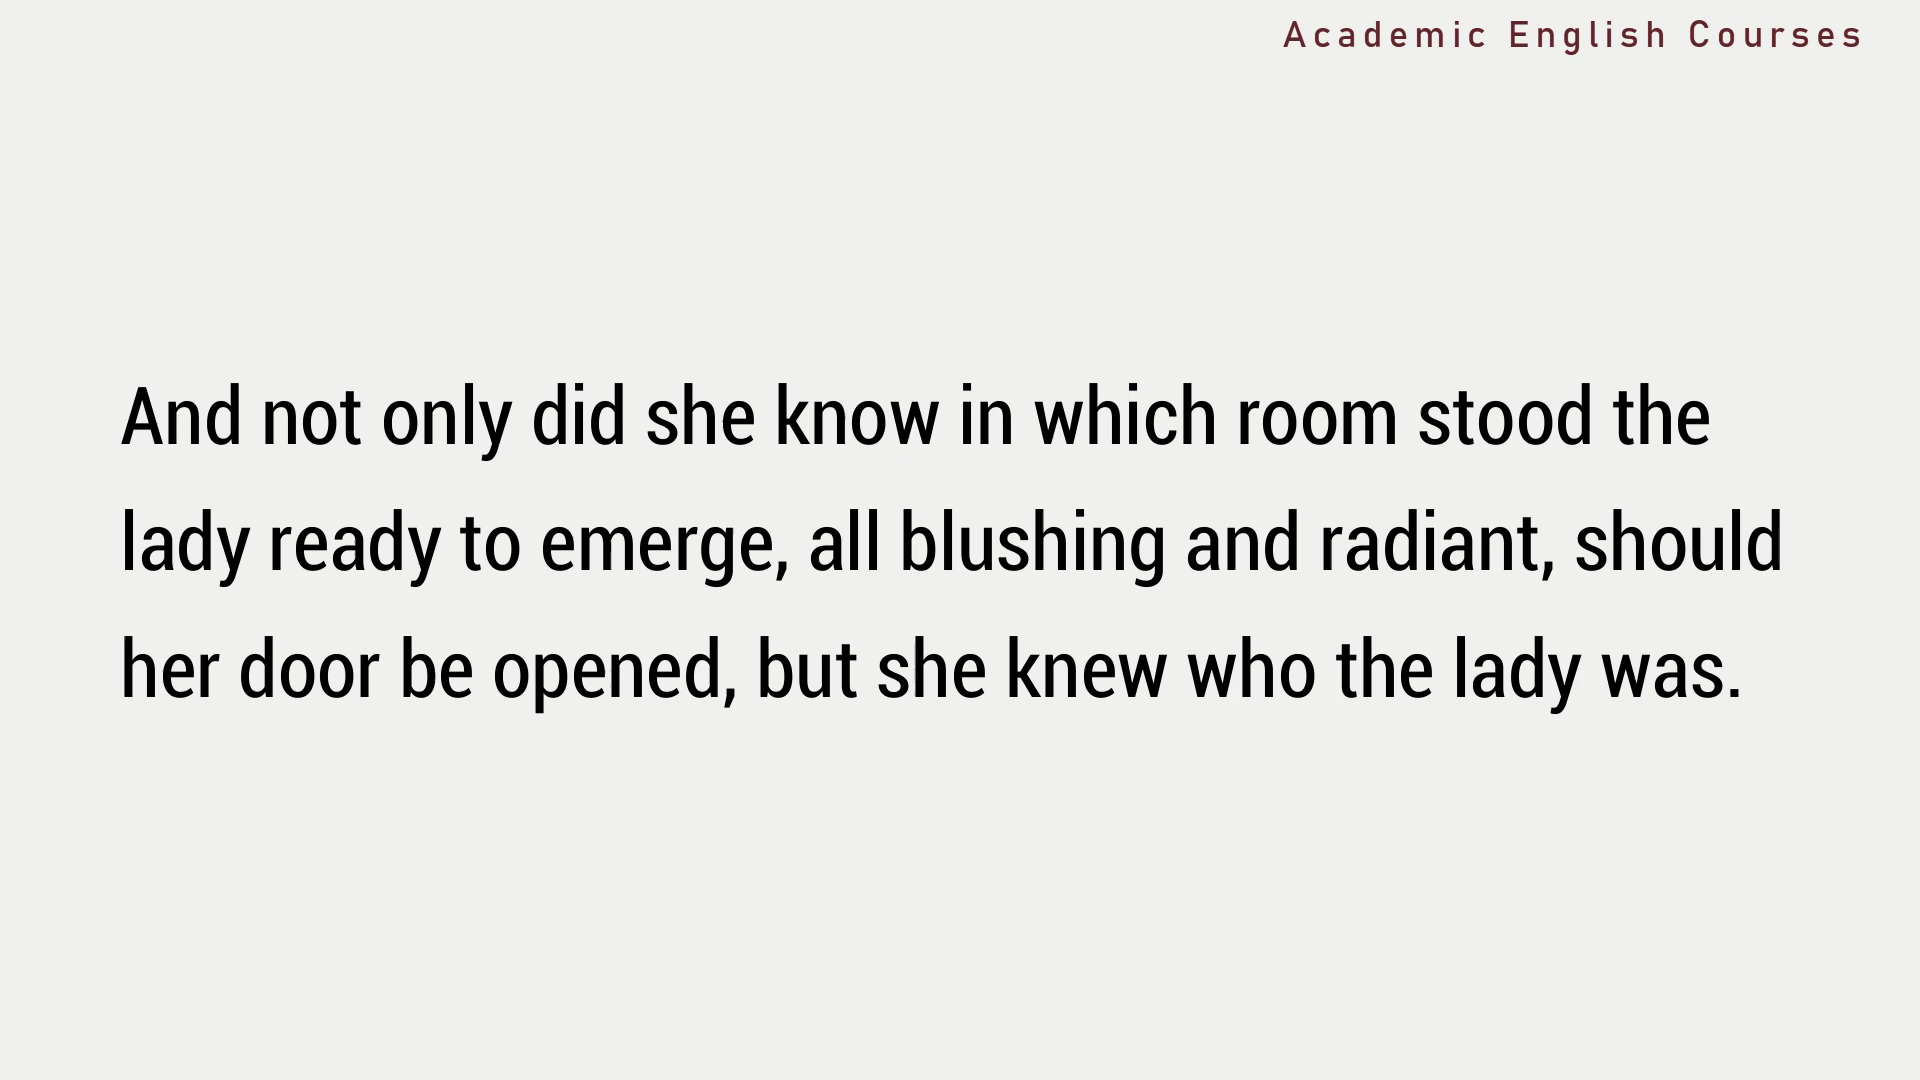 Academic English Courses
And not only did she know in which room stood the
lady ready to emerge, all blushing and radiant, should
her door be opened, but she knew who the lady was.